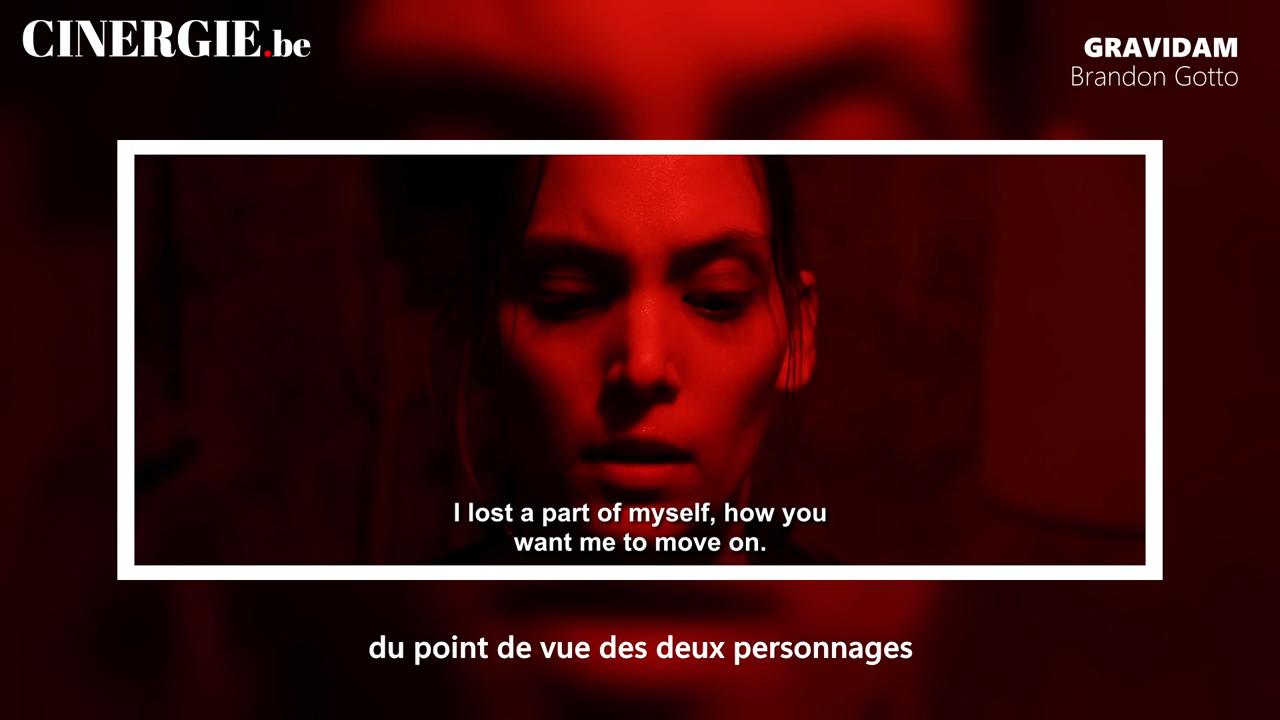 CINERGIE.be
GRAVIDAM
Brandon Gotto
I lost a part of myself, how you
want me to move on.
du point de vue des deux personnages